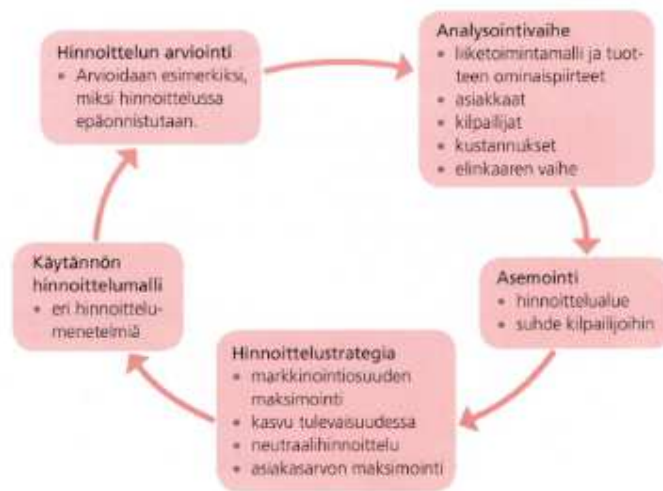 Hinnoittelun arviointi
• Arvioidaan esimerkiksi,
miksi hinnoittelussa
epäonnistutaan.
Analysointivaihe
• liiketoimintamalli ja tuot-
teen ominaispiirteet
• asiakkaat
• kilpailijat
• kustannukset
• elinkaaren vaihe
Asemointi
• hinnoittelualue
• suhde kilpailijoihin
Hinnoittelustrategia
• markkinointiosuuden
maksimointi
• kasvu tulevaisuudessa
• neutraalihinnoittelu
• asiakasarvon maksimointi
Käytännön
hinnoittelumalli
• eri hinnoittelu-
menetelmiä